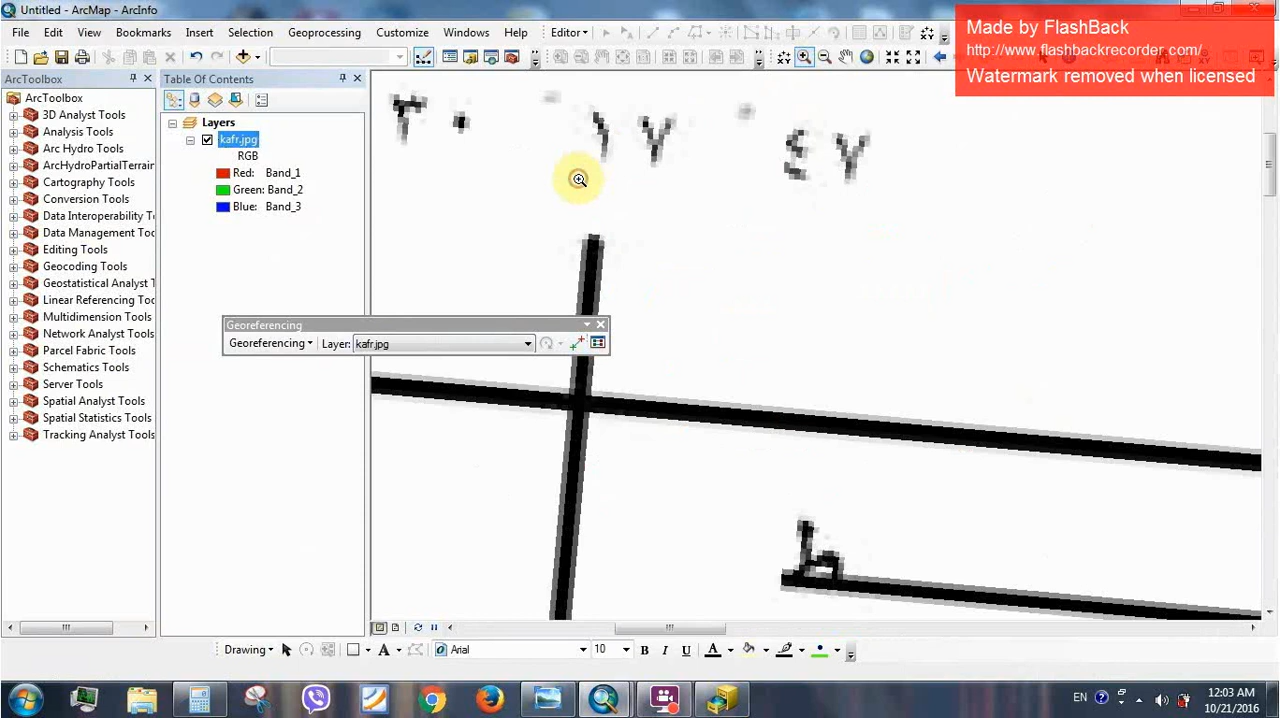 Untitled - ArcMap - ArcInfo
File Edit View Bookmarks Insert Selection Geoprocessing Customize Windows Help Editor
Made by FlashBack
http://www.flashbackrecorder.com/
Watermark removed when licensed
ArcToolbox
Table Of Contents
ArcToolbox
3D Analyst Tools
Analysis Tools
Arc Hydro Tools
ArcHydroPartialTerrain
Cartography Tools
Conversion Tools
Data Interoperability To
Data Management Too
Editing Tools
Geocoding Tools
Geostatistical Analyst T
Linear Referencing Too
Multidimension Tools
Network Analyst Tools
Parcel Fabric Tools
Schematics Tools
Server Tools
Spatial Analyst Tools
Spatial Statistics Tools
Tracking Analyst Tools
Layers
kafr.jpg
RGB
Red: Band_1
Green: Band_2
Blue: Band_3
Georeferencing
Georeferencing Layer: kafr.jpg
٣٠ ° ١٧ ' ٤٧
Drawing A Arial 10 B I U A
EN 12:03 AM
10/21/2016